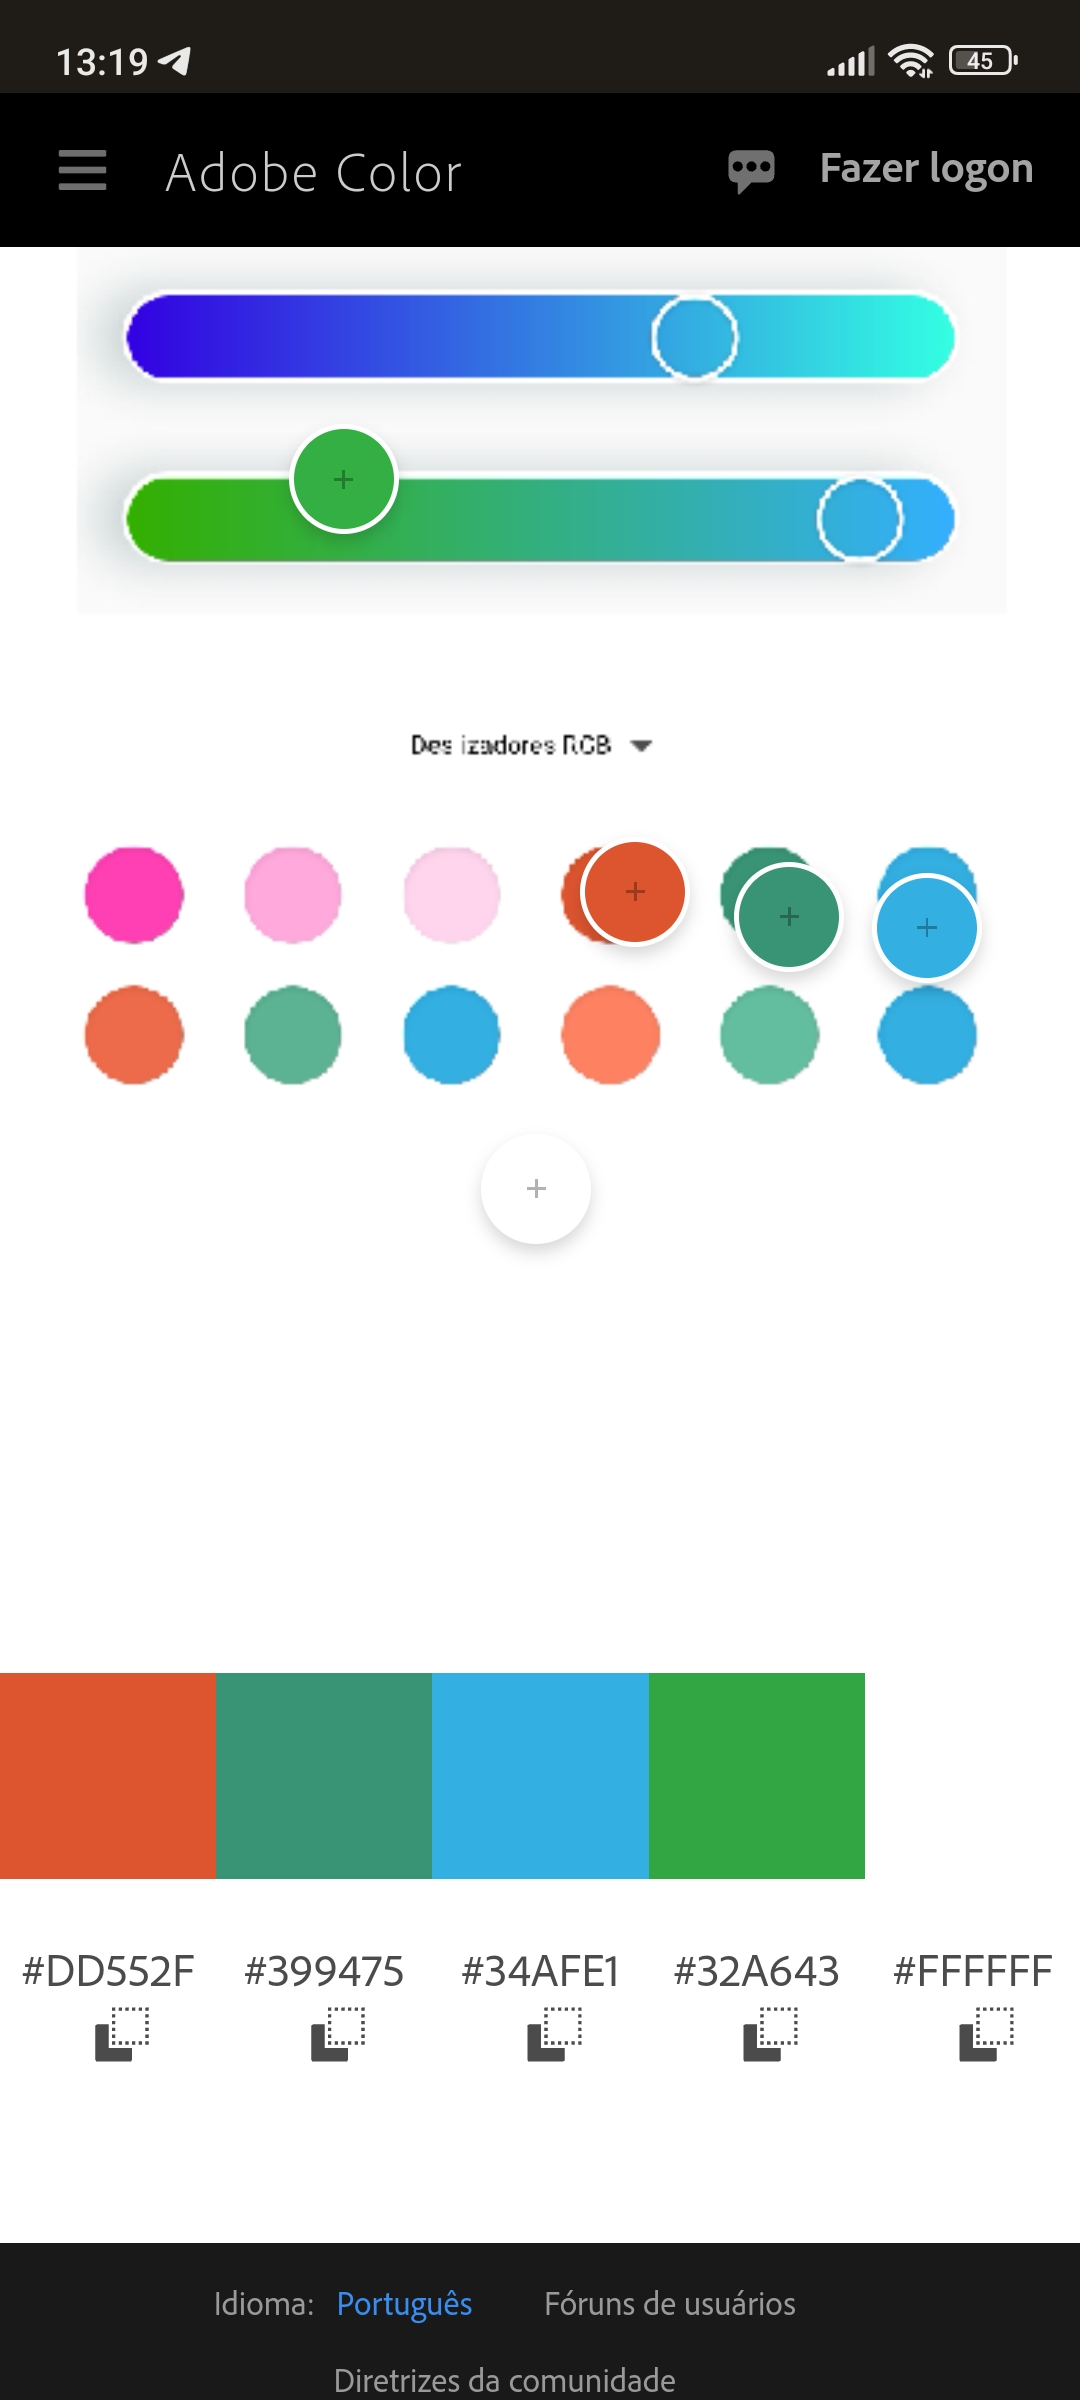 13:19
45
Adobe Color
Fazer logon
Des izadores RGB
#DD552F
#399475
#34AFE1
#32A643
#FFFFFF
Idioma: Português
Fóruns de usuários
Diretrizes da comunidade